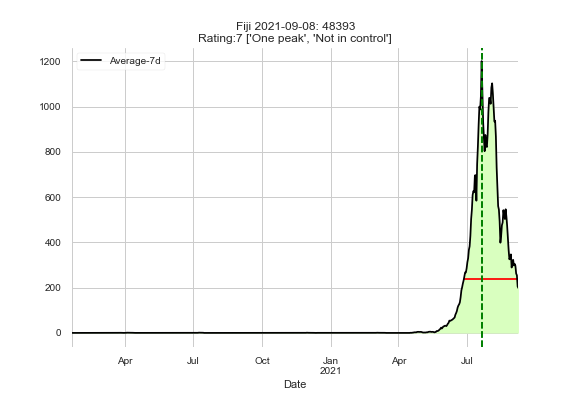 Fiji 2021-09-08: 48393
Rating:7 ['One peak', 'Not in control']
Average-7d
1200
1000
800
600
400
200
0
Apr Jul Oct Jan Apr Jul
2021
Date